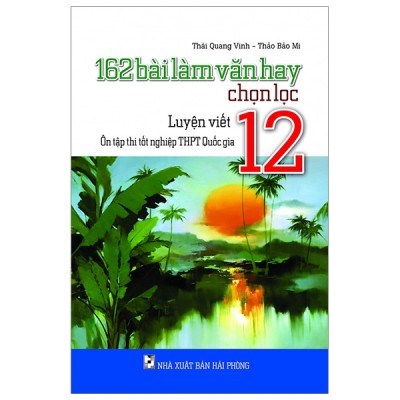 Thái Quang Vinh - Thảo Bảo Mi
162 bài làm văn hay
chọn lọc
Luyện viết
12
Ôn tập thi tốt nghiệp THPT Quốc gia
NHÀ XUẤT BẢN HẢI PHÒNG